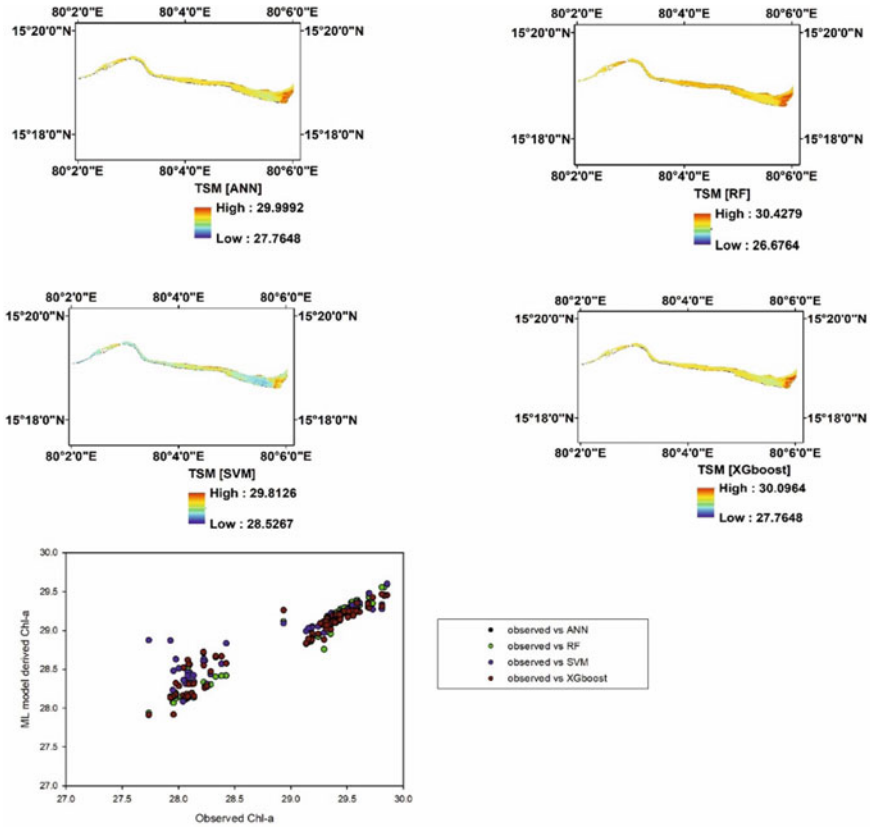 80°2'0"E 80°4'0"E 80°6'0"E
15°20'0"N 15°20'0"N
15°18'0"N 15°18'0"N
80°2'0"E 80°4'0"E 80°6'0"E
TSM [ANN]
High : 29.9992
Low : 27.7648
80°2'0"E 80°4'0"E 80°6'0"E
15°20'0"N 15°20'0"N
15°18'0"N 15°18'0"N
80°2'0"E 80°4'0"E 80°6'0"E
TSM [RF]
High : 30.4279
Low : 26.6764
80°2'0"E 80°4'0"E 80°6'0"E
15°20'0"N 15°20'0"N
15°18'0"N 15°18'0"N
80°2'0"E 80°4'0"E 80°6'0"E
TSM [SVM]
High : 29.8126
Low : 28.5267
80°2'0"E 80°4'0"E 80°6'0"E
15°20'0"N 15°20'0"N
15°18'0"N 15°18'0"N
80°2'0"E 80°4'0"E 80°6'0"E
TSM [XGboost]
High : 30.0964
Low : 27.7648
30.0
29.5
29.0
28.5
28.0
27.5
27.0
ML model derived Chl-a
27.0 27.5 28.0 28.5 29.0 29.5 30.0
Observed Chl-a
observed vs ANN
observed vs RF
observed vs SVM
observed vs XGboost